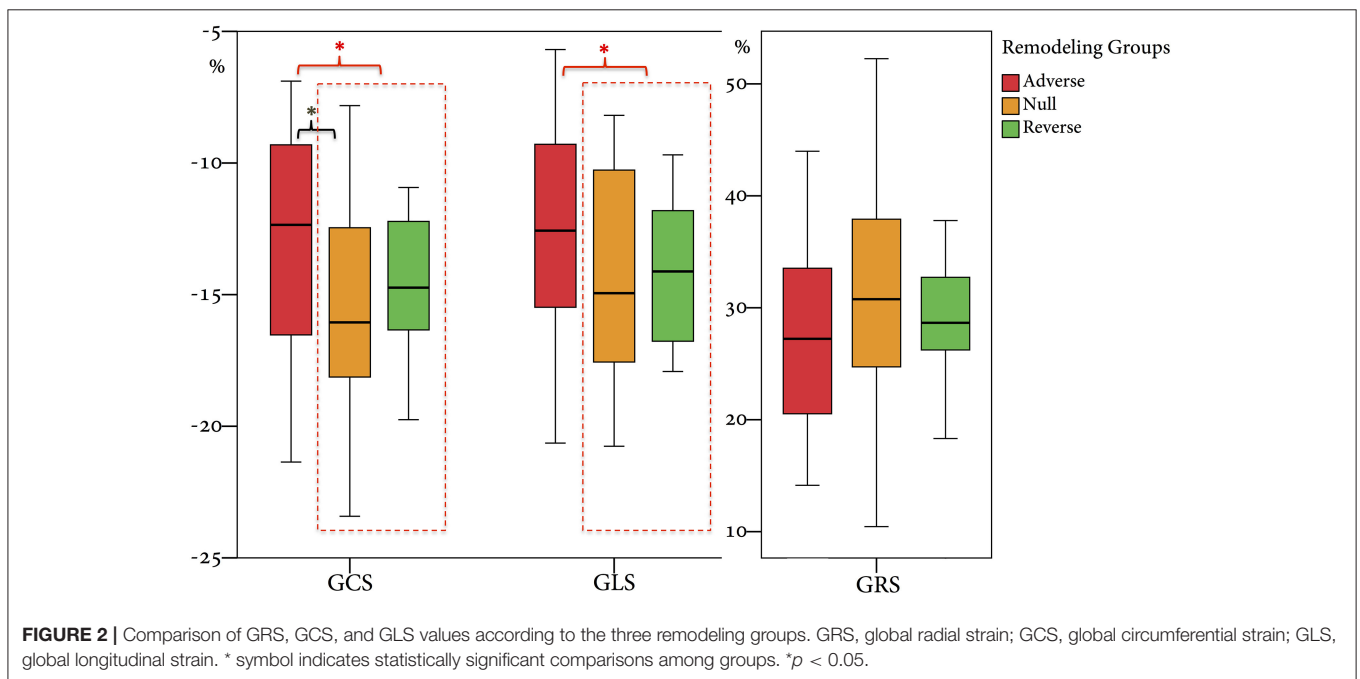 -5
%
*
*
-10
-15
-20
-25
GCS
*
GLS
%
50
40
30
20
10
GRS
Remodeling Groups
Adverse
Null
Reverse
FIGURE 2 | Comparison of GRS, GCS, and GLS values according to the three remodeling groups. GRS, global radial strain; GCS, global circumferential strain; GLS,
global longitudinal strain. * symbol indicates statistically significant comparisons among groups. *p < 0.05.